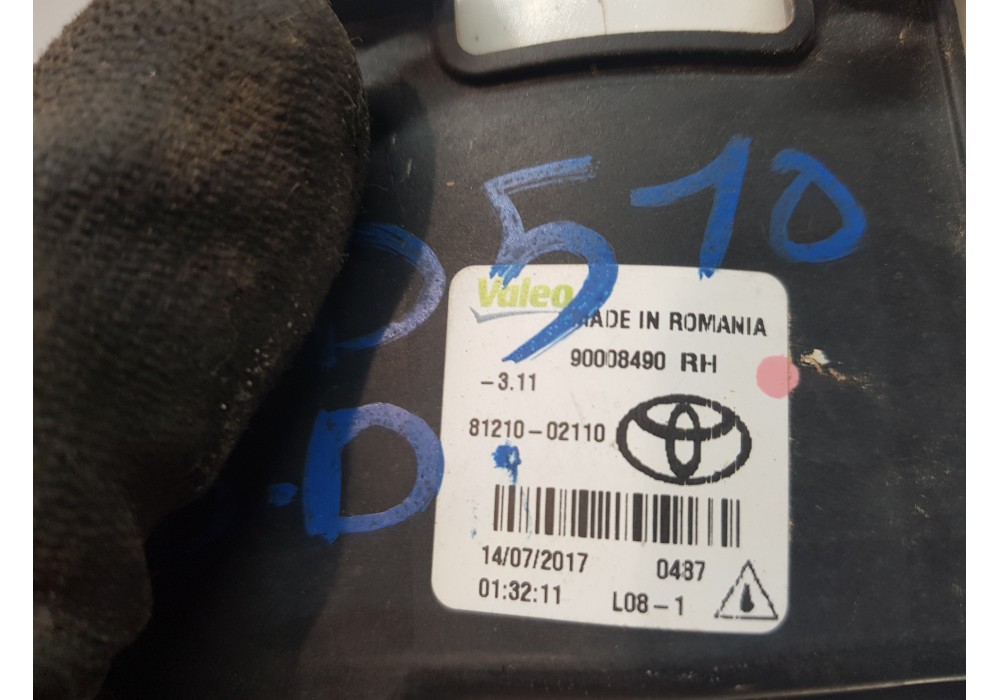 510
D.
Valeo
MADE IN ROMANIA
90008490 RH
-3.11
81210-02110
14/07/2017 0487
01:32:11 L08-1